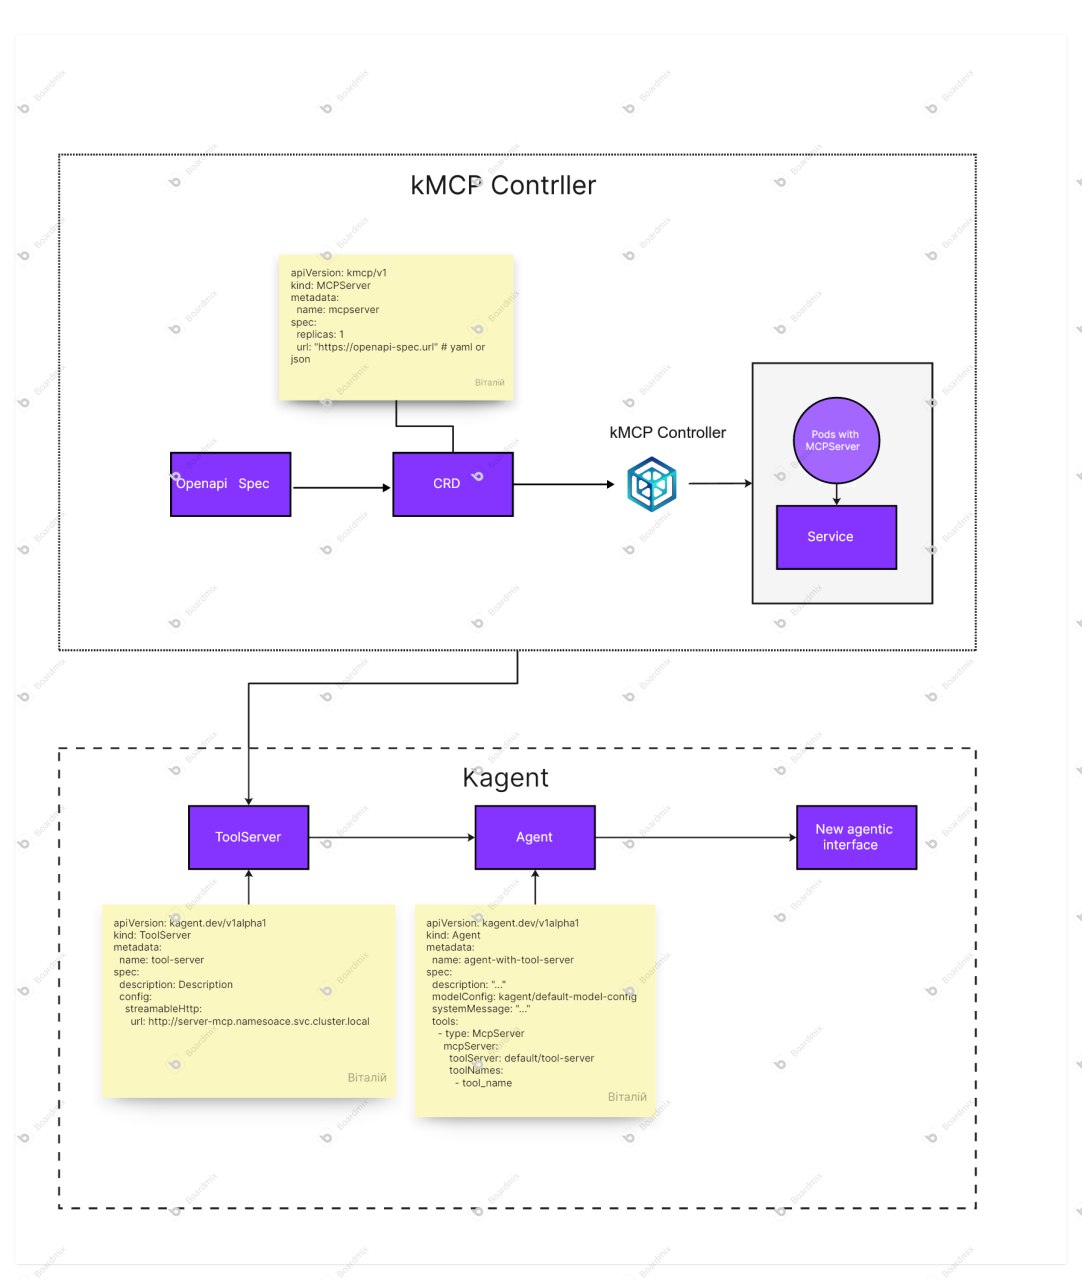 kMCP Contrller
apiVersion: kmcp/v1
kind: MCPServer
metadata:
name: mcpserver
spec:
replicas: 1
url: "https://openapi-spec.url" # yaml or
json
Віталій
kMCP Controller
Openapi Spec
CRD
Pods with
MCPServer
Service
Kagent
ToolServer
Agent
New agentic
interface
apiVersion: kagent.dev/v1alpha1
kind: ToolServer
metadata:
name: tool-server
spec:
description: Description
config:
streamableHttp:
url: http://server-mcp.namesoace.svc.cluster.local
Віталій
apiVersion: kagent.dev/v1alpha1
kind: Agent
metadata:
name: agent-with-tool-server
spec:
description: "..."
modelConfig: kagent/default-model-config
systemMessage: "..."
tools:
- type: McpServer
mcpServer:
toolServer: default/tool-server
toolNames:
- tool_name
Віталій
Boardmix